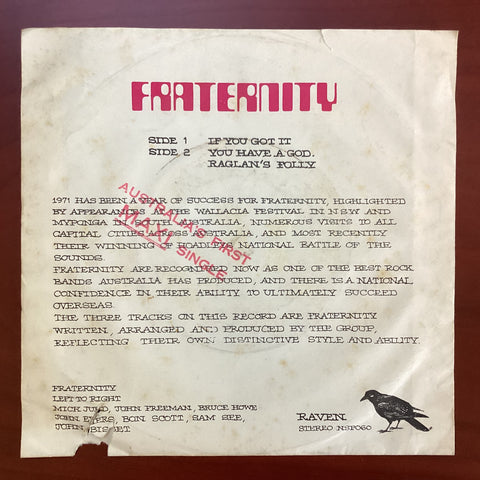 FRATERNITY
SIDE 1 IF YOU GOT IT
SIDE 2 YOU HAVE A GOD.
RAGLAN'S FOLLY
AUSTRALIA'S FIRST
MAXI SINGLE
1971 HAS BEEN A YEAR OF SUCCESS FOR FRATERNITY, HIGHLIGHTED
BY APPEARANCES AT THE WALLACIA FESTIVAL IN N S W AND
MYPONGA IN SOUTH AUSTRALIA, NUMEROUS VISITS TO ALL
CAPITAL CITIES ACROSS AUSTRALIA, AND MOST RECENTLY
THEIR WINNING OF HOADLEYS NATIONAL BATTLE OF THE
SOUNDS.
FRATERNITY ARE RECOGNISED NOW AS ONE OF THE BEST ROCK
BANDS AUSTRALIA HAS PRODUCED, AND THERE IS A NATIONAL
CONFIDENCE IN THEIR ABILITY TO ULTIMATELY SUCCEED
OVERSEAS.
THE THREE TRACKS ON THIS RECORD ARE FRATERNITY
WRITTEN, ARRANGED AND PRODUCED BY THE GROUP,
REFLECTING THEIR OWN DISTINCTIVE STYLE AND ABILITY.
FRATERNITY
LEFT TO RIGHT
MICK JURD, JOHN FREEMAN, BRUCE HOWE
JOHN EYERS, BON SCOTT, SAM SEE,
JOHN BISSET
RAVEN.
STEREO NSP060